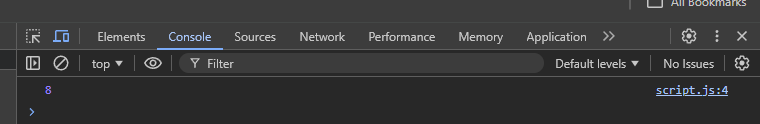 All Bookmarks
Elements Console Sources Network Performance Memory Application
top Filter Default levels No Issues
8 script.js:4